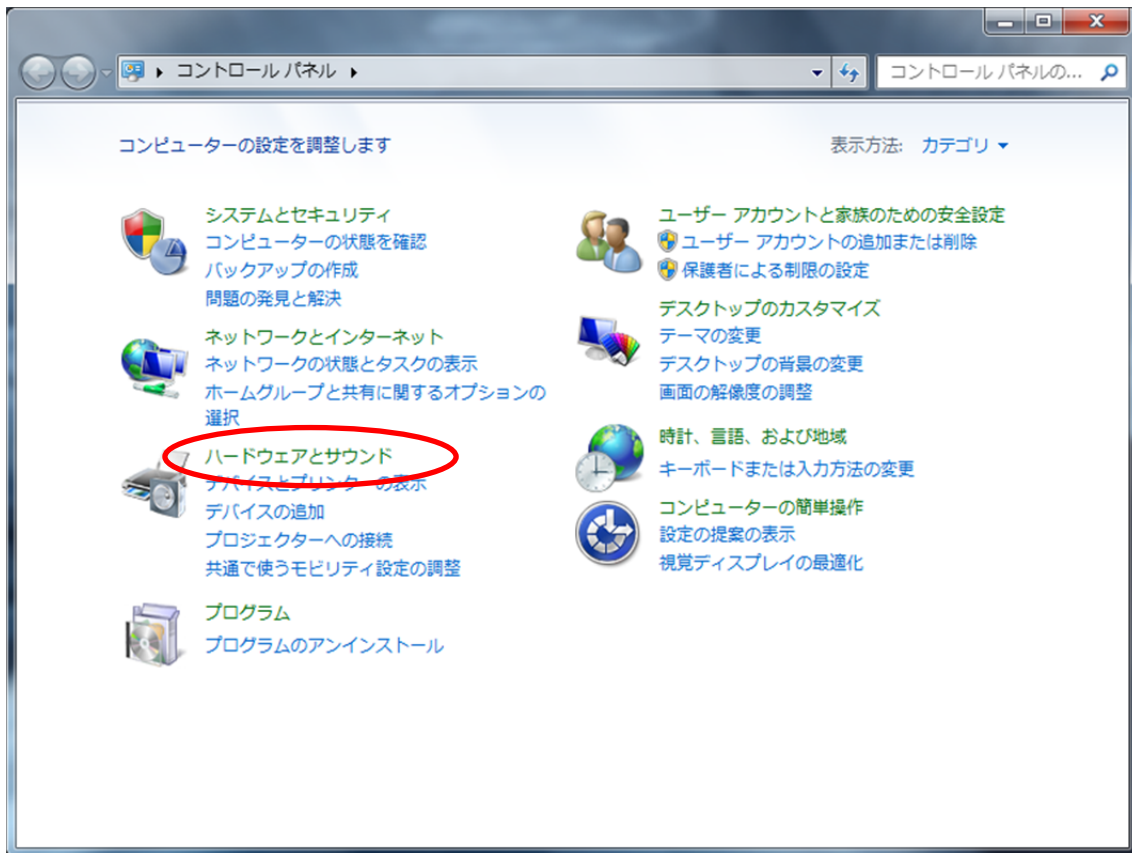 コントロール パネル
コントロール パネルの...
コンピューターの設定を調整します
表示方法: カテゴリ
システムとセキュリティ
コンピューターの状態を確認
バックアップの作成
問題の発見と解決
ネットワークとインターネット
ネットワークの状態とタスクの表示
ホームグループと共有に関するオプションの
選択
ハードウェアとサウンド
デバイスとプリンターの表示
デバイスの追加
プロジェクターへの接続
共通で使うモビリティ設定の調整
プログラム
プログラムのアンインストール
ユーザー アカウントと家族のための安全設定
ユーザー アカウントの追加または削除
保護者による制限の設定
デスクトップのカスタマイズ
テーマの変更
デスクトップの背景の変更
画面の解像度の調整
時計、言語、および地域
キーボードまたは入力方法の変更
コンピューターの簡単操作
設定の提案の表示
視覚ディスプレイの最適化